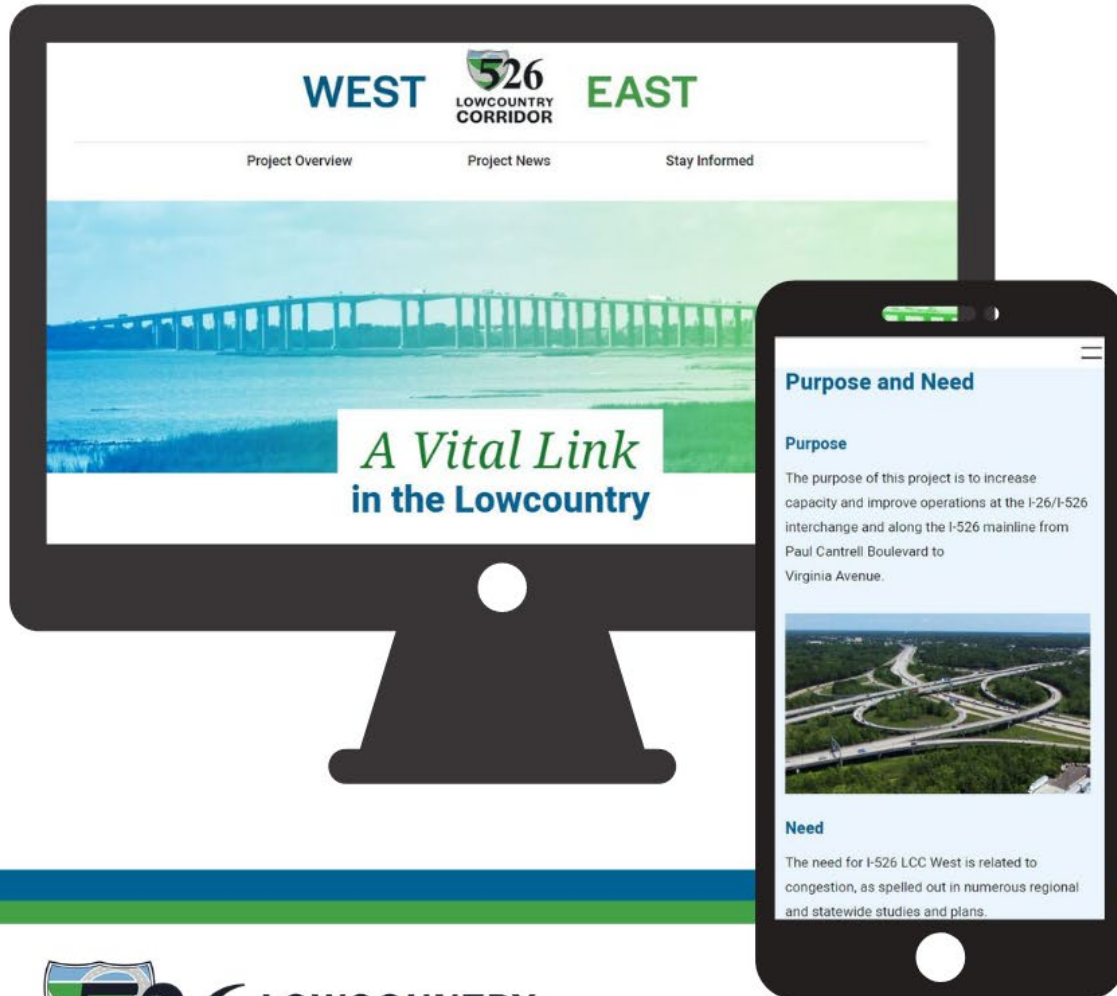 WEST
526
LOWCOUNTRY
CORRIDOR
EAST
Project Overview
Project News
Stay Informed
A Vital Link
in the Lowcountry
Purpose and Need
Purpose
The purpose of this project is to increase
capacity and improve operations at the I-26/I-526
interchange and along the I-526 mainline from
Paul Cantrell Boulevard to
Virginia Avenue.
Need
The need for I-526 LCC West is related to
congestion, as spelled out in numerous regional
and statewide studies and plans.
526 LOWCOUNTRY